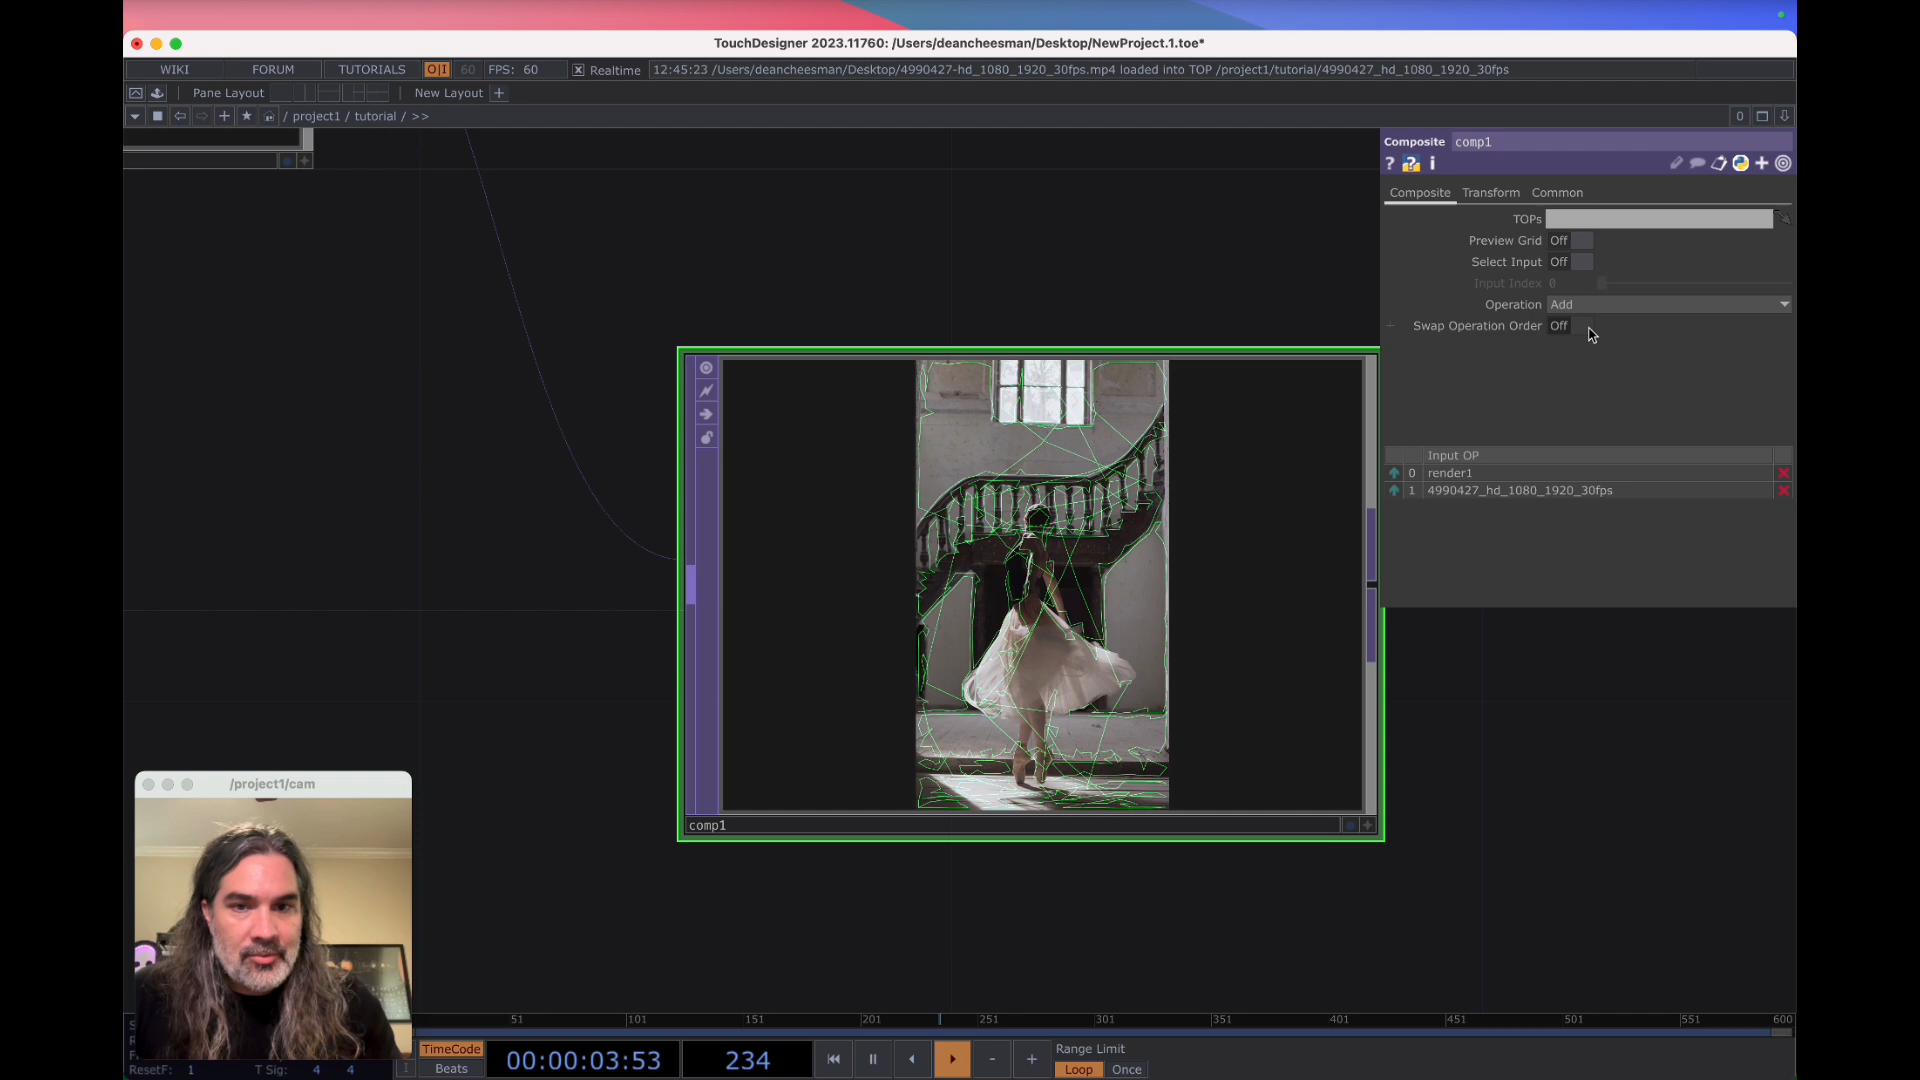 TouchDesigner 2023.11760: /Users/deancheesman/Desktop/NewProject.1.toe*
WIKI FORUM TUTORIALS O|I 60 FPS: 60 Realtime 12:45:23 /Users/deancheesman/Desktop/4990427-hd_1080_1920_30fps.mp4 loaded into TOP /project1/tutorial/4990427_hd_1080_1920_30fps
Pane Layout New Layout +
/ project1 / tutorial / >> 0
Composite comp1
? ? i
Composite Transform Common
TOPs
Preview Grid Off
Select Input Off
Input Index 0
Operation Add
Swap Operation Order Off
Input OP
0 render1
1 4990427_hd_1080_1920_30fps
comp1
/project1/cam
51 101 151 201 251 301 351 401 451 501 551 600
TimeCode
Beats
00:00:03:53
234
- +
Range Limit
Loop Once
ResetF: 1 T Sig: 4 4